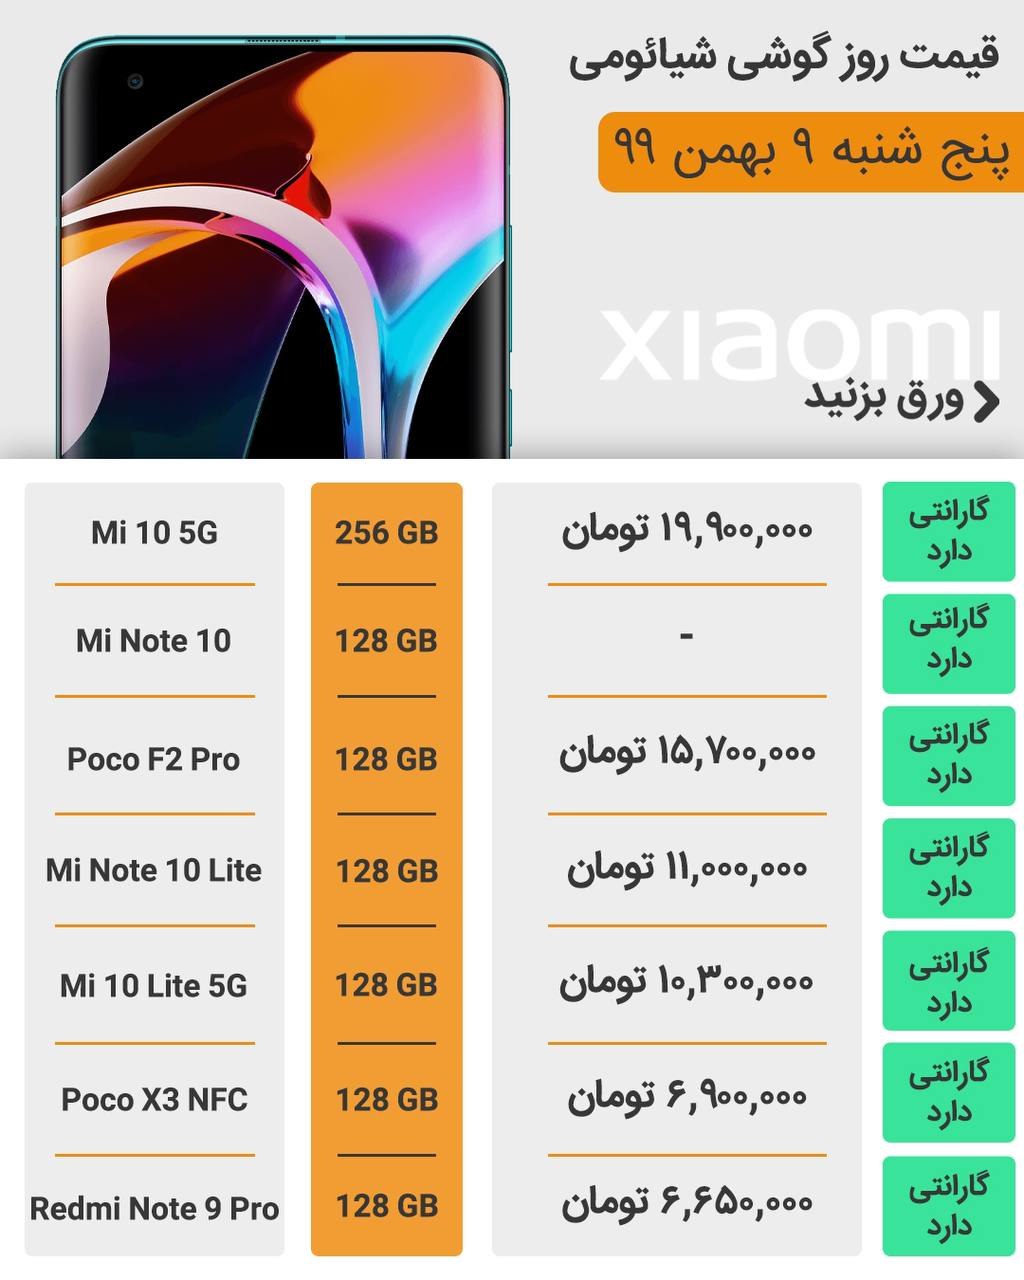 قیمت روز گوشی شیائومی
پنج شنبه ۹ بهمن ۹۹
xiaomi
ورق بزنید
Mi 10 5G 256 GB ۱۹,۹۰۰,۰۰۰ تومان گارانتی دارد
Mi Note 10 128 GB - گارانتی دارد
Poco F2 Pro 128 GB ۱۵,۷۰۰,۰۰۰ تومان گارانتی دارد
Mi Note 10 Lite 128 GB ۱۱,۰۰۰,۰۰۰ تومان گارانتی دارد
Mi 10 Lite 5G 128 GB ۱۰,۳۰۰,۰۰۰ تومان گارانتی دارد
Poco X3 NFC 128 GB ۶,۹۰۰,۰۰۰ تومان گارانتی دارد
Redmi Note 9 Pro 128 GB ۶,۶۵۰,۰۰۰ تومان گارانتی دارد